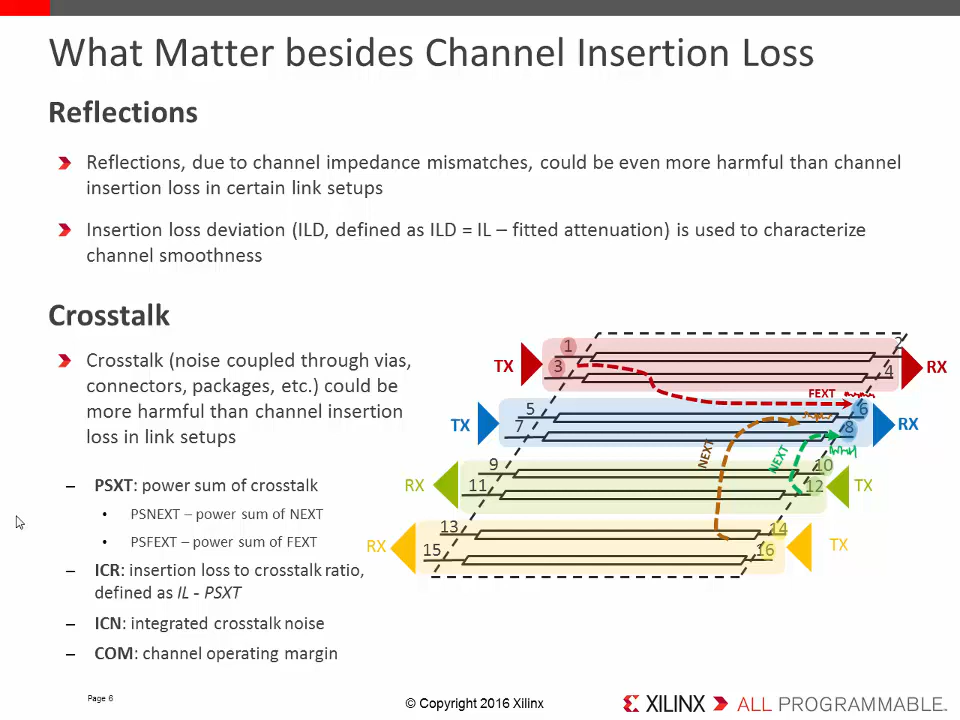 What Matter besides Channel Insertion Loss
Reflections
Reflections, due to channel impedance mismatches, could be even more harmful than channel
insertion loss in certain link setups
Insertion loss deviation (ILD, defined as ILD = IL – fitted attenuation) is used to characterize
channel smoothness
Crosstalk
Crosstalk (noise coupled through vias,
connectors, packages, etc.) could be
more harmful than channel insertion
loss in link setups
– PSXT: power sum of crosstalk
• PSNEXT – power sum of NEXT
• PSFEXT – power sum of FEXT
– ICR: insertion loss to crosstalk ratio,
defined as IL - PSXT
– ICN: integrated crosstalk noise
– COM: channel operating margin
1 2
TX 3 4 RX
FEXT
5 6
TX 7 8 RX
NEXT NEXT
9 10
RX 11 12 TX
13 14
RX 15 16 TX
Page 6
© Copyright 2016 Xilinx
XILINX ALL PROGRAMMABLE.